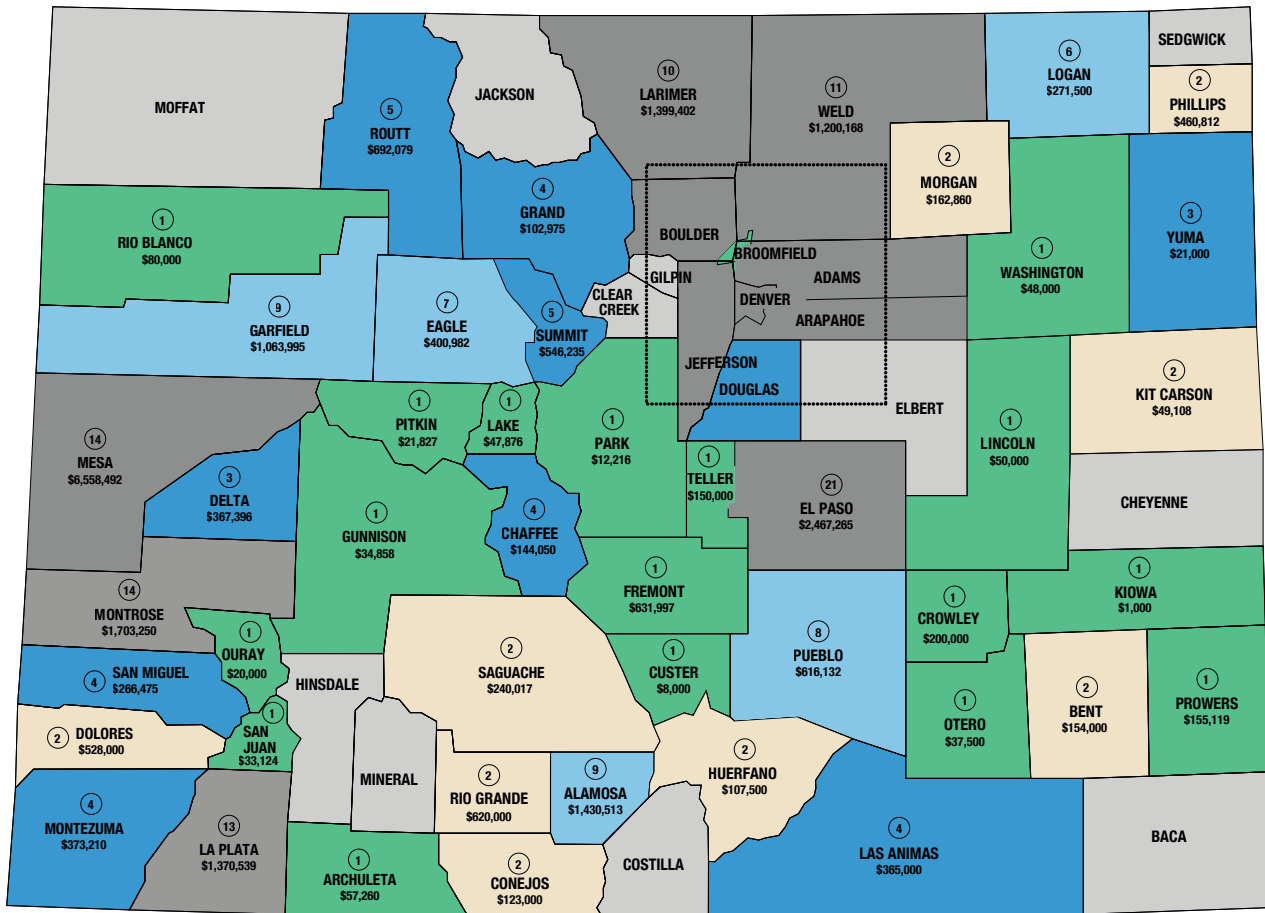 MOFFAT
5
ROUTT
$692,079
JACKSON
10
LARIMER
$1,399,402
11
WELD
$1,200,168
6
LOGAN
$271,500
SEDGWICK
2
PHILLIPS
$460,812
1
RIO BLANCO
$80,000
4
GRAND
$102,975
BOULDER
2
MORGAN
$162,860
1
WASHINGTON
$48,000
3
YUMA
$21,000
9
GARFIELD
$1,063,995
7
EAGLE
$400,982
5
SUMMIT
$546,235
GILPIN
CLEAR
CREEK
BROOMFIELD
ADAMS
DENVER
ARAPAHOE
JEFFERSON
DOUGLAS
ELBERT
2
KIT CARSON
$49,108
14
MESA
$6,558,492
3
DELTA
$367,396
1
PITKIN
$21,827
1
LAKE
$47,876
1
PARK
$12,216
1
TELLER
$150,000
21
EL PASO
$2,467,265
1
LINCOLN
$50,000
CHEYENNE
1
GUNNISON
$34,858
4
CHAFFEE
$144,050
14
MONTROSE
$1,703,250
1
FREMONT
$631,997
1
CROWLEY
$200,000
1
KIOWA
$1,000
1
OURAY
$20,000
4
SAN MIGUEL
$266,475
HINSDALE
2
SAGUACHE
$240,017
1
CUSTER
$8,000
8
PUEBLO
$616,132
1
OTERO
$37,500
2
BENT
$154,000
1
PROWERS
$155,119
2
DOLORES
$528,000
1
SAN
JUAN
$33,124
MINERAL
2
RIO GRANDE
$620,000
9
ALAMOSA
$1,430,513
2
HUERFANO
$107,500
4
MONTEZUMA
$373,210
13
LA PLATA
$1,370,539
1
ARCHULETA
$57,260
2
CONEJOS
$123,000
COSTILLA
4
LAS ANIMAS
$365,000
BACA